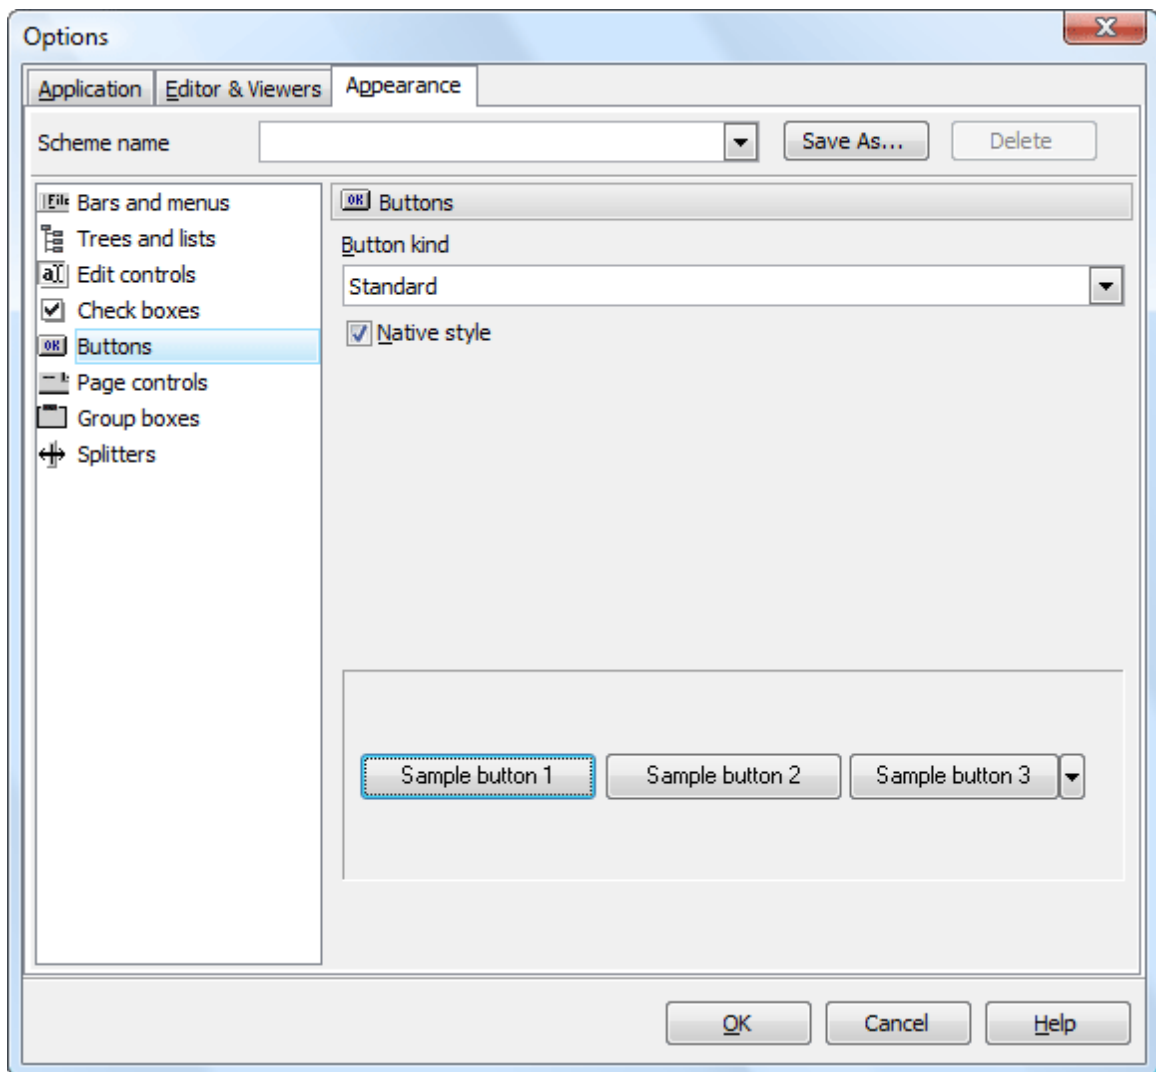 Options
Application Editor & Viewers Appearance
Scheme name Save As... Delete
Bars and menus
Trees and lists
Edit controls
Check boxes
Buttons
Page controls
Group boxes
Splitters
Buttons
Button kind
Standard
Native style
Sample button 1 Sample button 2 Sample button 3
OK Cancel Help